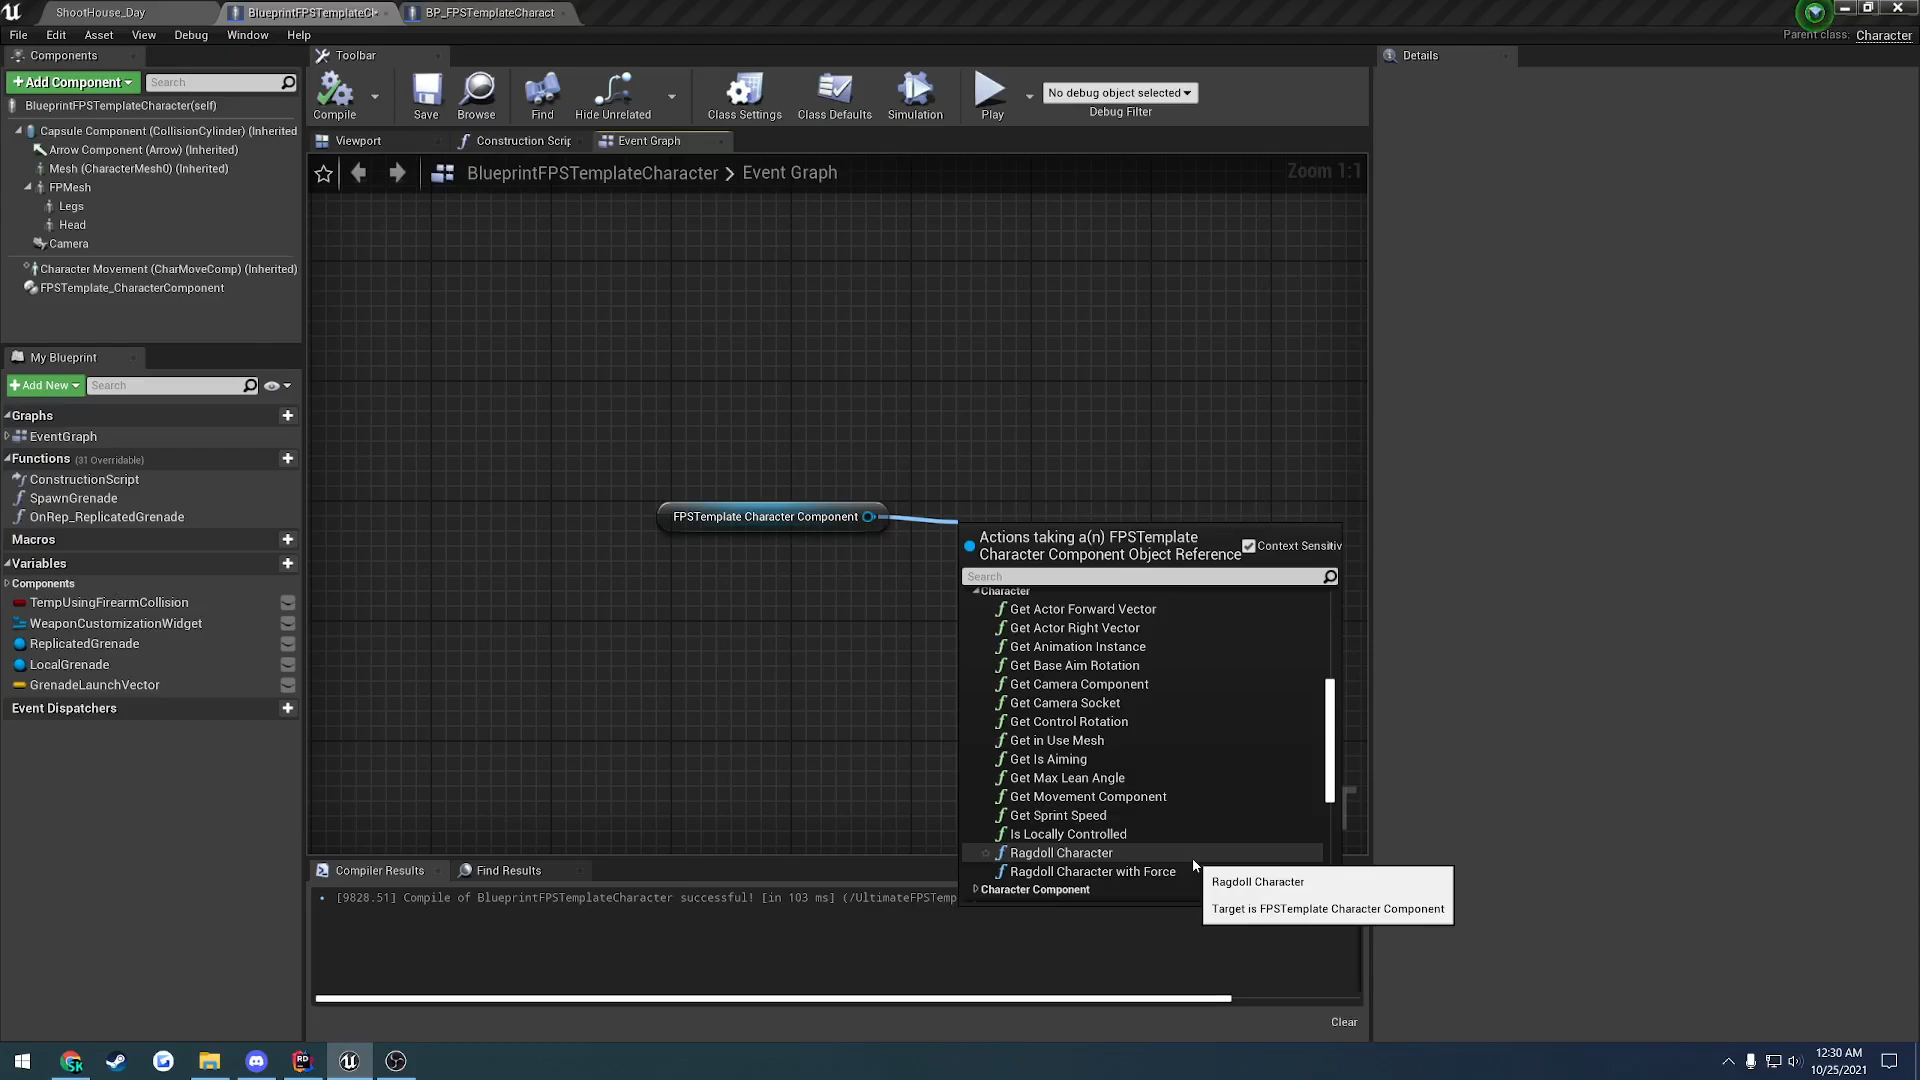 ShootHouse_Day
BlueprintFPSTemplateCl
BP_FPSTemplateCharact
File Edit Asset View Debug Window Help
Parent class: Character
Components
Toolbar
Details
Add Component
Search
BlueprintFPSTemplateCharacter(self)
Capsule Component (CollisionCylinder) (Inherited
Arrow Component (Arrow) (Inherited)
Mesh (CharacterMesh0) (Inherited)
FPMesh
Legs
Head
Camera
Character Movement (CharMoveComp) (Inherited)
FPSTemplate_CharacterComponent
Compile
Save
Browse
Find
Hide Unrelated
Class Settings
Class Defaults
Simulation
Play
No debug object selected
Debug Filter
Viewport
Construction Scrip
Event Graph
BlueprintFPSTemplateCharacter > Event Graph
Zoom 1:1
My Blueprint
Add New
Search
Graphs
EventGraph
Functions (31 Overridable)
ConstructionScript
SpawnGrenade
OnRep_ReplicatedGrenade
Macros
Variables
Components
TempUsingFirearmCollision
WeaponCustomizationWidget
ReplicatedGrenade
LocalGrenade
GrenadeLaunchVector
Event Dispatchers
FPSTemplate Character Component
Actions taking a(n) FPSTemplate
Character Component Object Reference
Context Sensitiv
Search
Character
Get Actor Forward Vector
Get Actor Right Vector
Get Animation Instance
Get Base Aim Rotation
Get Camera Component
Get Camera Socket
Get Control Rotation
Get in Use Mesh
Get Is Aiming
Get Max Lean Angle
Get Movement Component
Get Sprint Speed
Is Locally Controlled
Ragdoll Character
Ragdoll Character with Force
Character Component
Ragdoll Character
Target is FPSTemplate Character Component
Compiler Results
Find Results
[9828.51] Compile of BlueprintFPSTemplateCharacter successful! [in 103 ms] (/UltimateFPSTemp
Clear
12:30 AM
10/25/2021